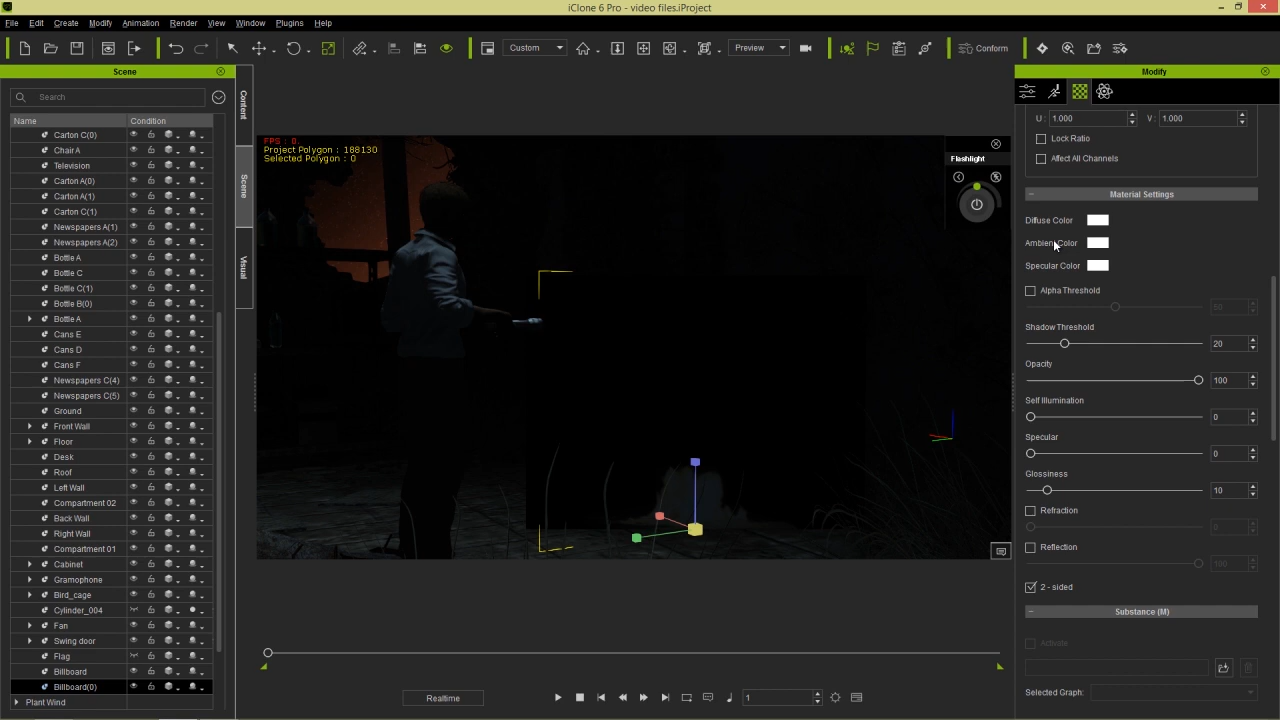 iClone 6 Pro - video files.iProject
File Edit Create Modify Animation Render View Window Plugins Help
Custom Preview Conform
Scene
Search
Name Condition
Carton C(0)
Chair A
Television
Carton A(0)
Carton A(1)
Carton C(1)
Newspapers A(1)
Newspapers A(2)
Bottle A
Bottle C
Bottle C(1)
Bottle B(0)
Bottle A
Cans E
Cans D
Cans F
Newspapers C(4)
Newspapers C(5)
Ground
Front Wall
Floor
Desk
Roof
Left Wall
Compartment 02
Back Wall
Right Wall
Compartment 01
Cabinet
Gramophone
Bird_cage
Cylinder_004
Fan
Swing door
Flag
Billboard
Billboard(0)
Plant Wind
Content
Scene
Visual
FPS : 0.
Project Polygon : 188130
Selected Polygon : 0
Flashlight
Realtime
1
Modify
U : 1.000 V : 1.000
Lock Ratio
Affect All Channels
Material Settings
Diffuse Color
Ambient Color
Specular Color
Alpha Threshold
50
Shadow Threshold
20
Opacity
100
Self Illumination
0
Specular
0
Glossiness
10
Refraction
0
Reflection
100
2 - sided
Substance (M)
Activate
Selected Graph: